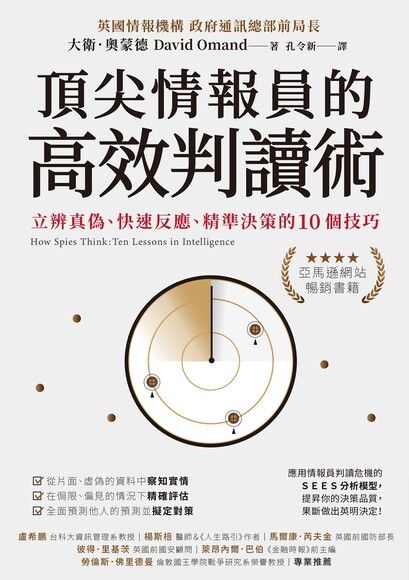 英國情報機構 政府通訊總部前局長
大衛·奧蒙德 David Omand──著 孔令新──譯
頂尖情報員的
高效判讀術
立辨真偽、快速反應、精準決策的10個技巧
How Spies Think: Ten Lessons in Intelligence
★★★★
亞馬遜網站
暢銷書籍
從片面、虛偽的資料中察知實情
在侷限、偏見的情況下精確評估
全面預測他人的預測並擬定對策
應用情報員判讀危機的
SEES分析模型,
提昇你的決策品質,
果斷做出英明決定!
盧希鵬 台科大資訊管理系教授│楊斯棓 醫師&《人生路引》作者│馬爾康·芮夫金 前英國國防部長
彼得·里基茨 英國前國安顧問│萊昂內爾·巴伯《金融時報》前主編
勞倫斯·佛里德曼 倫敦國王學院戰爭研究系榮譽教授│專業推薦